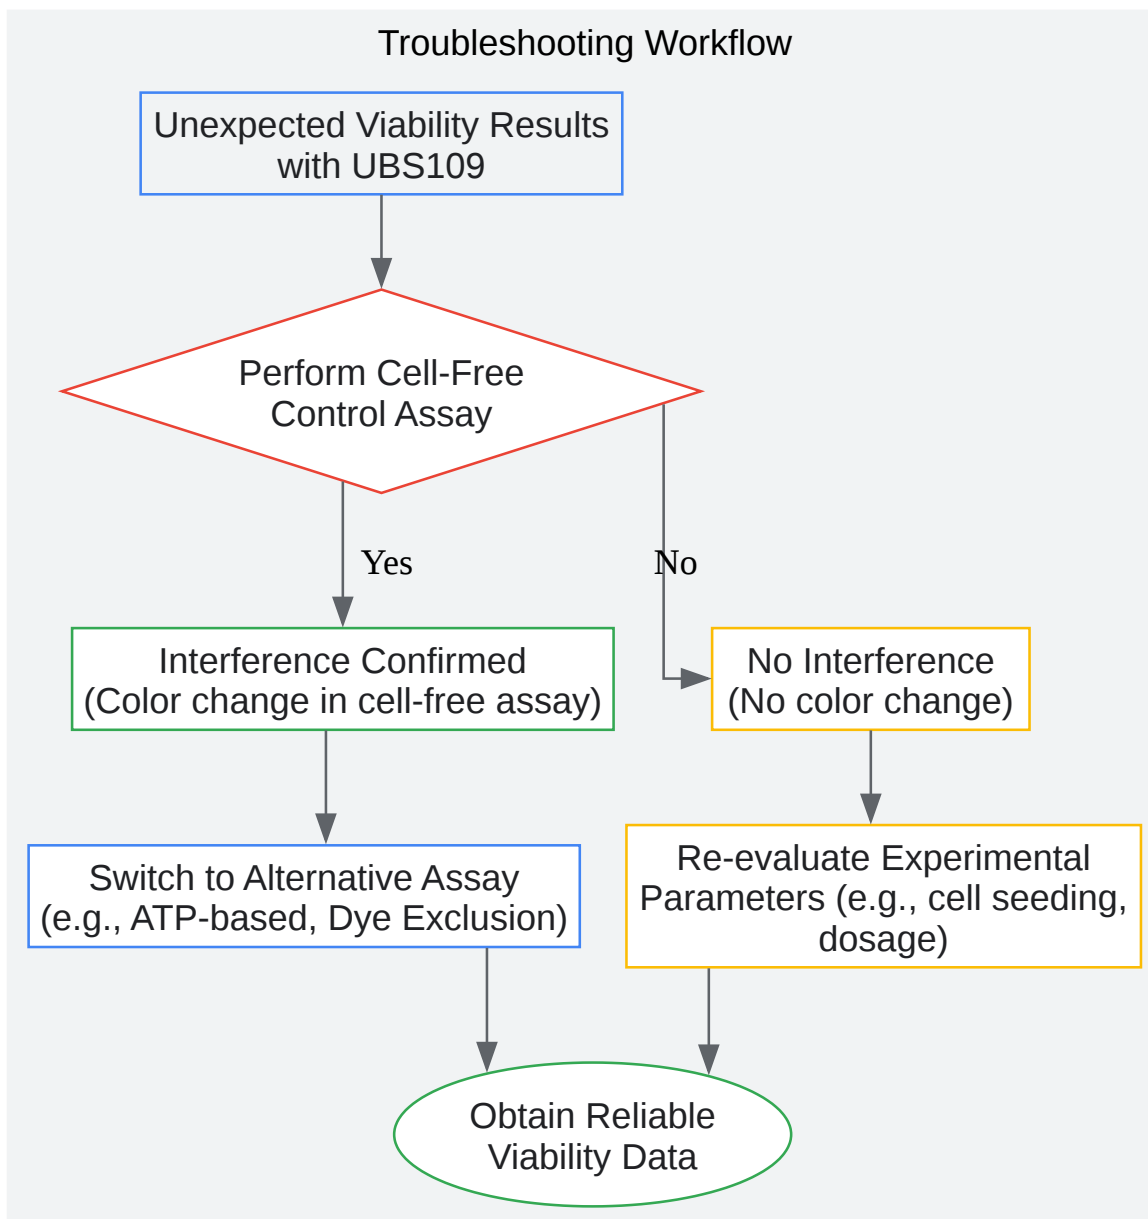 Troubleshooting Workflow
Unexpected Viability Results
with UBS109
Perform Cell-Free
Control Assay
Yes
No
Interference Confirmed
(Color change in cell-free assay)
No Interference
(No color change)
Switch to Alternative Assay
(e.g., ATP-based, Dye Exclusion)
Re-evaluate Experimental
Parameters (e.g., cell seeding,
dosage)
Obtain Reliable
Viability Data